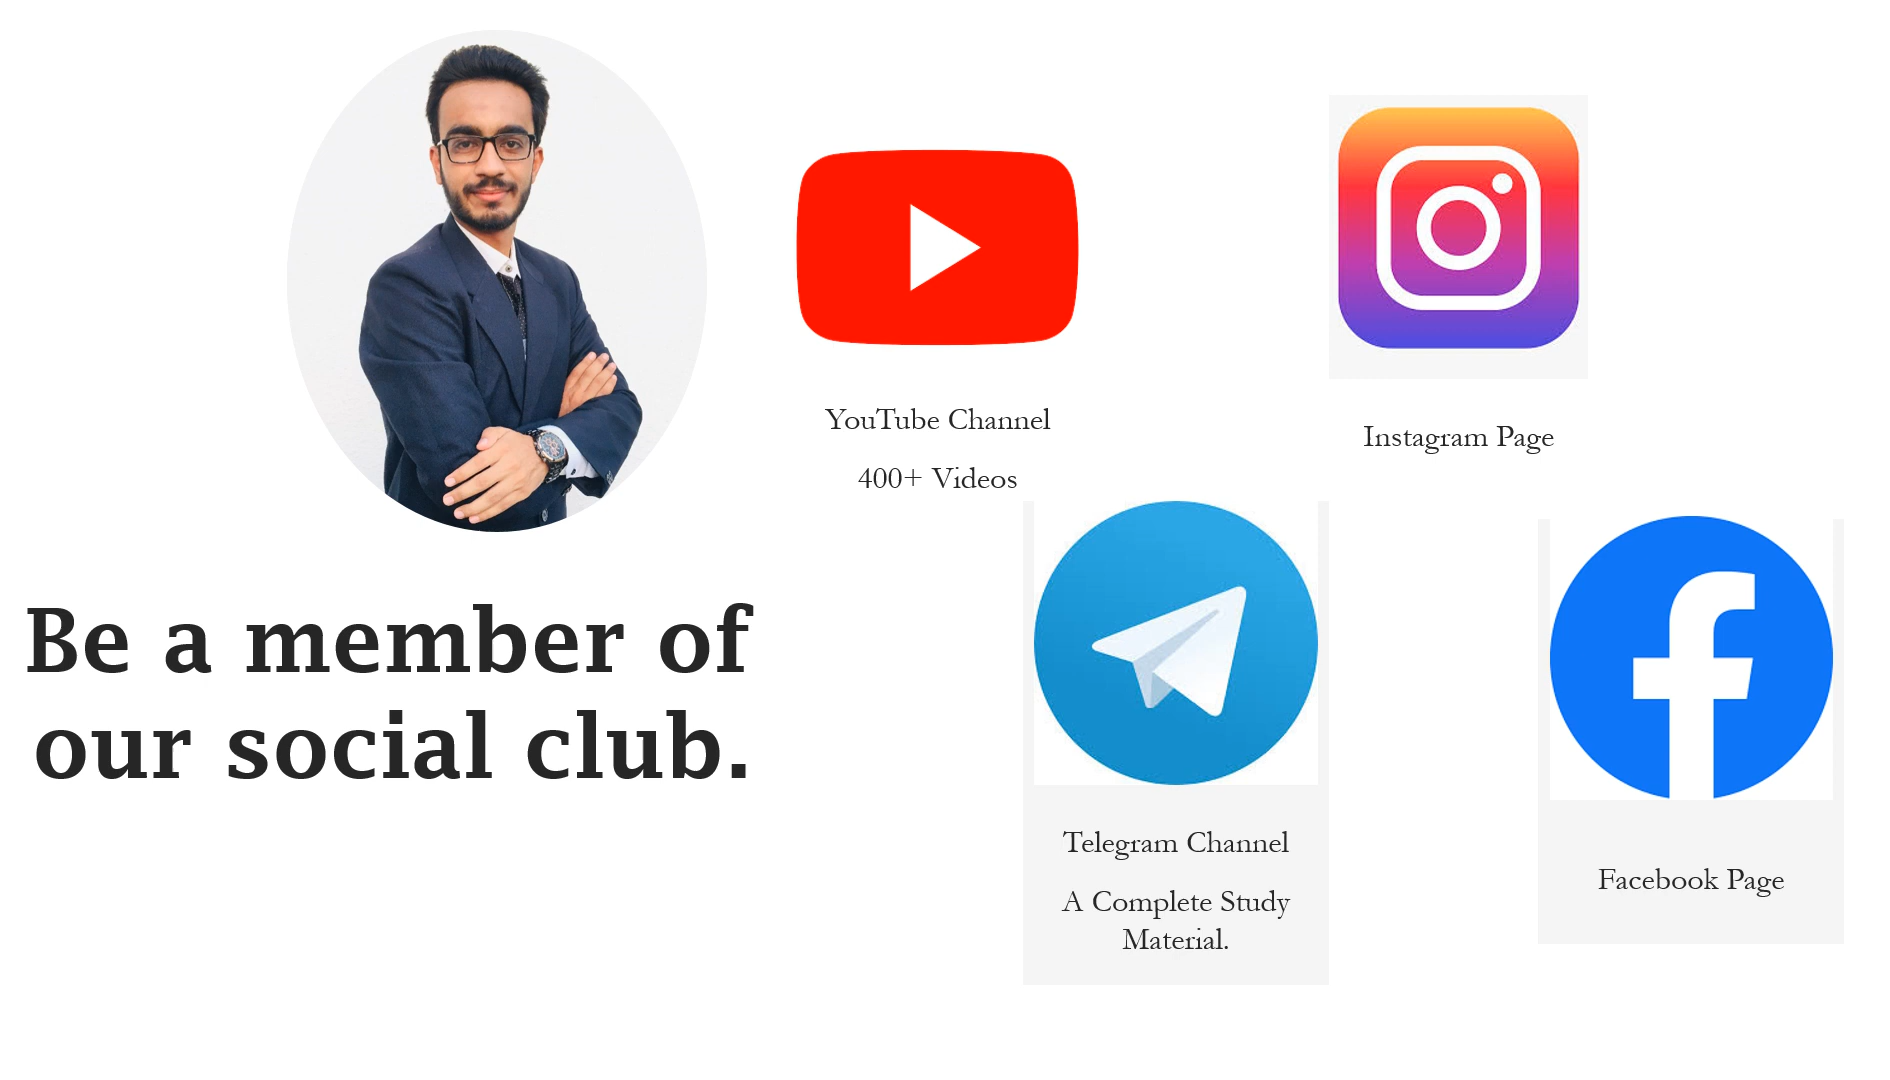 Be a member of
our social club.
YouTube Channel
400+ Videos
Instagram Page
Telegram Channel
A Complete Study
Material.
Facebook Page